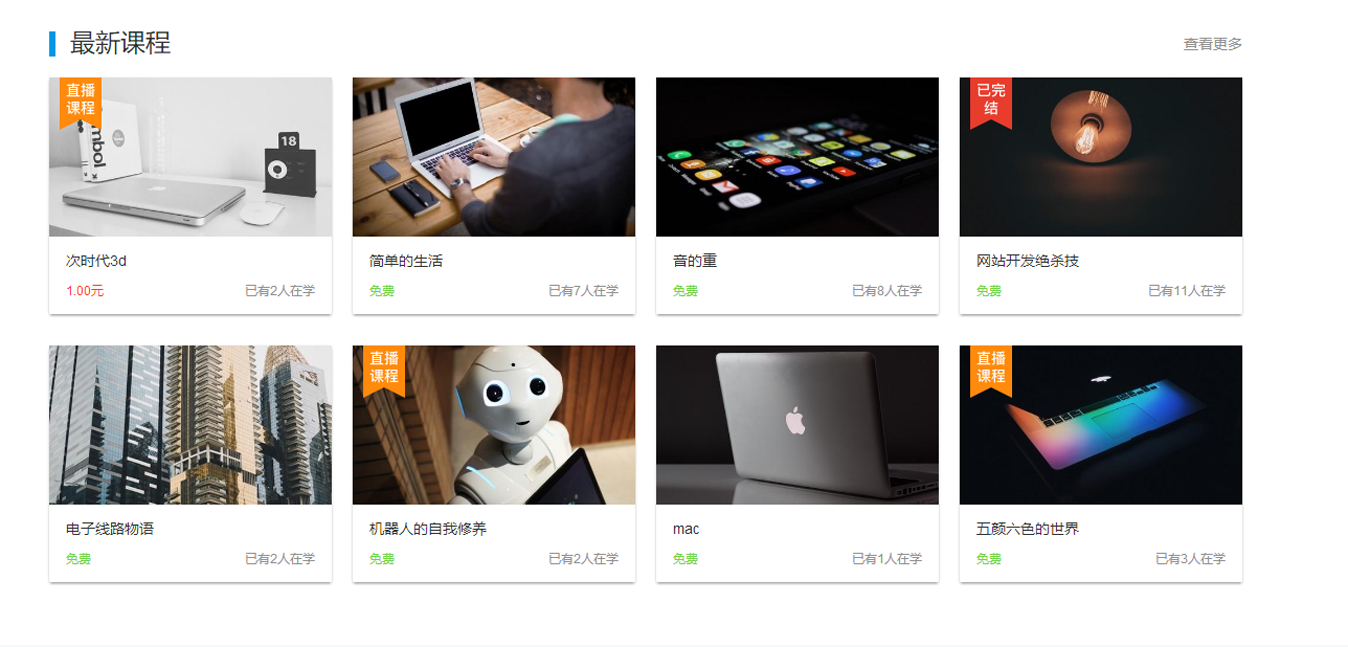 最新课程
查看更多
直播
课程
mbol
18
次时代3d
1.00元
已有2人在学
简单的生活
免费
已有7人在学
音的重
免费
已有8人在学
已完
结
网站开发绝杀技
免费
已有11人在学
电子线路物语
免费
已有2人在学
直播
课程
机器人的自我修养
免费
已有2人在学
mac
免费
已有1人在学
直播
课程
五颜六色的世界
免费
已有3人在学